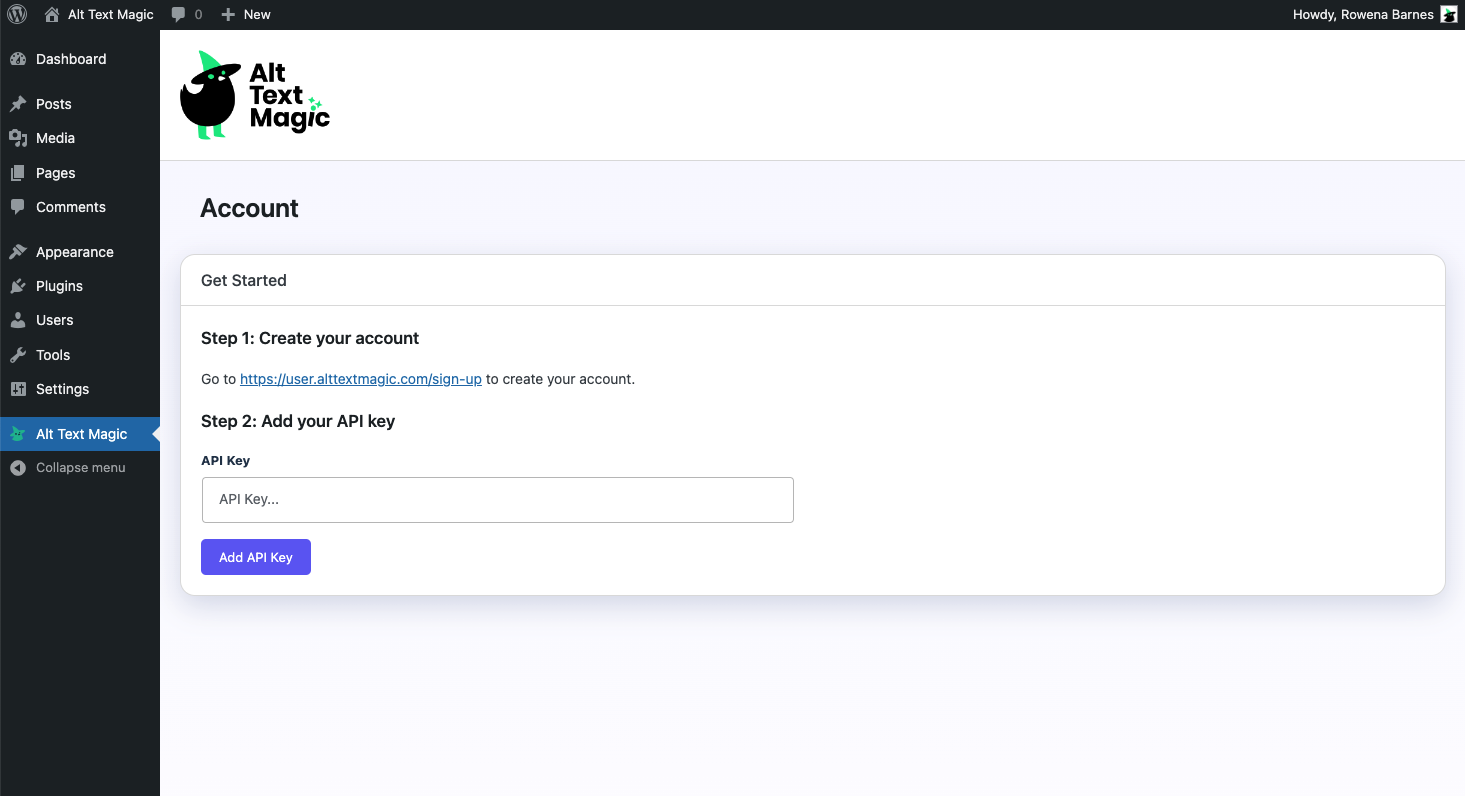 Alt Text Magic 0 New Howdy, Rowena Barnes
Dashboard
Posts
Media
Pages
Comments
Appearance
Plugins
Users
Tools
Settings
Alt Text Magic
Collapse menu
Alt
Text
Magic
Account
Get Started
Step 1: Create your account
Go to https://user.alttextmagic.com/sign-up to create your account.
Step 2: Add your API key
API Key
API Key...
Add API Key